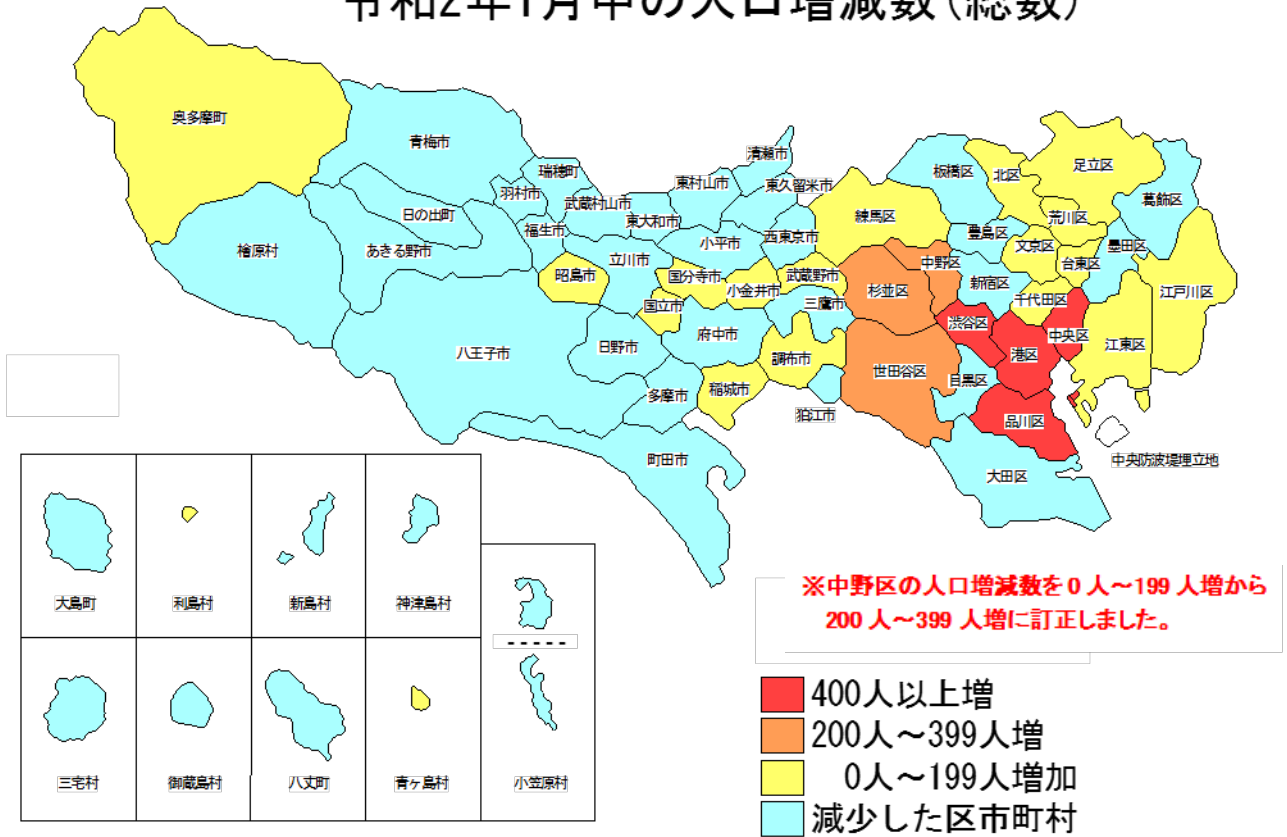 令和2年1月中の人口増減数(総数)
奥多摩町
青梅市
瑞穂町
羽村市
武蔵村山市
東大和市
東村山市
清瀬市
東久留米市
日の出町
あきる野市
檜原村
福生市
昭島市
立川市
小平市
西東京市
国分寺市
小金井市
武蔵野市
国立市
三鷹市
八王子市
日野市
府中市
調布市
多摩市
稲城市
狛江市
町田市
練馬区
板橋区
北区
足立区
葛飾区
荒川区
豊島区
文京区
台東区
墨田区
中野区
杉並区
新宿区
千代田区
江戸川区
渋谷区
港区
中央区
江東区
世田谷区
目黒区
品川区
大田区
中央防波堤埋立地
大島町
利島村
新島村
神津島村
三宅村
御蔵島村
八丈町
青ヶ島村
小笠原村
※中野区の人口増減数を0人～199人増から
200人～399人増に訂正しました。
400人以上増
200人～399人増
0人～199人増加
減少した区市町村